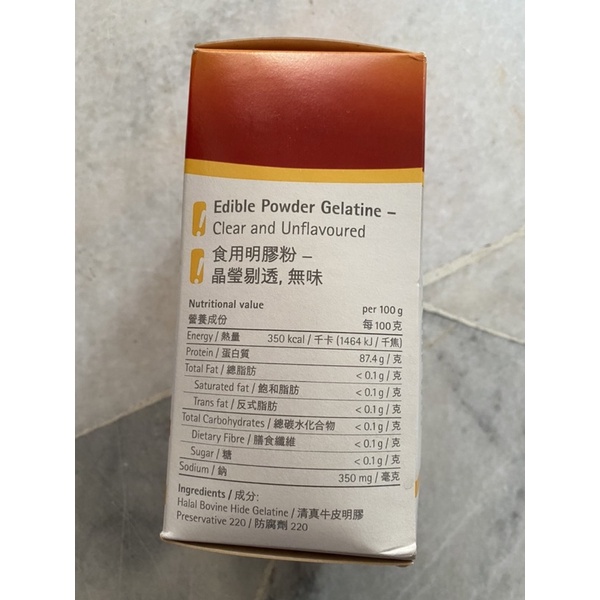 Edible Powder Gelatine –
Clear and Unflavoured
食用明膠粉 –
晶瑩剔透, 無味
Nutritional value per 100 g
營養成份 每100克
Energy / 熱量 350 kcal / 千卡 (1464 kJ / 千焦)
Protein / 蛋白質 87.4 g / 克
Total Fat / 總脂肪 < 0.1 g / 克
Saturated fat / 飽和脂肪 < 0.1 g / 克
Trans fat / 反式脂肪 < 0.1 g / 克
Total Carbohydrates / 總碳水化合物 < 0.1 g / 克
Dietary Fibre / 膳食纖維 < 0.1 g / 克
Sugar / 糖 < 0.1 g / 克
Sodium / 鈉 350 mg / 毫克
Ingredients / 成分:
Halal Bovine Hide Gelatine / 清真牛皮明膠
Preservative 220 / 防腐劑 220